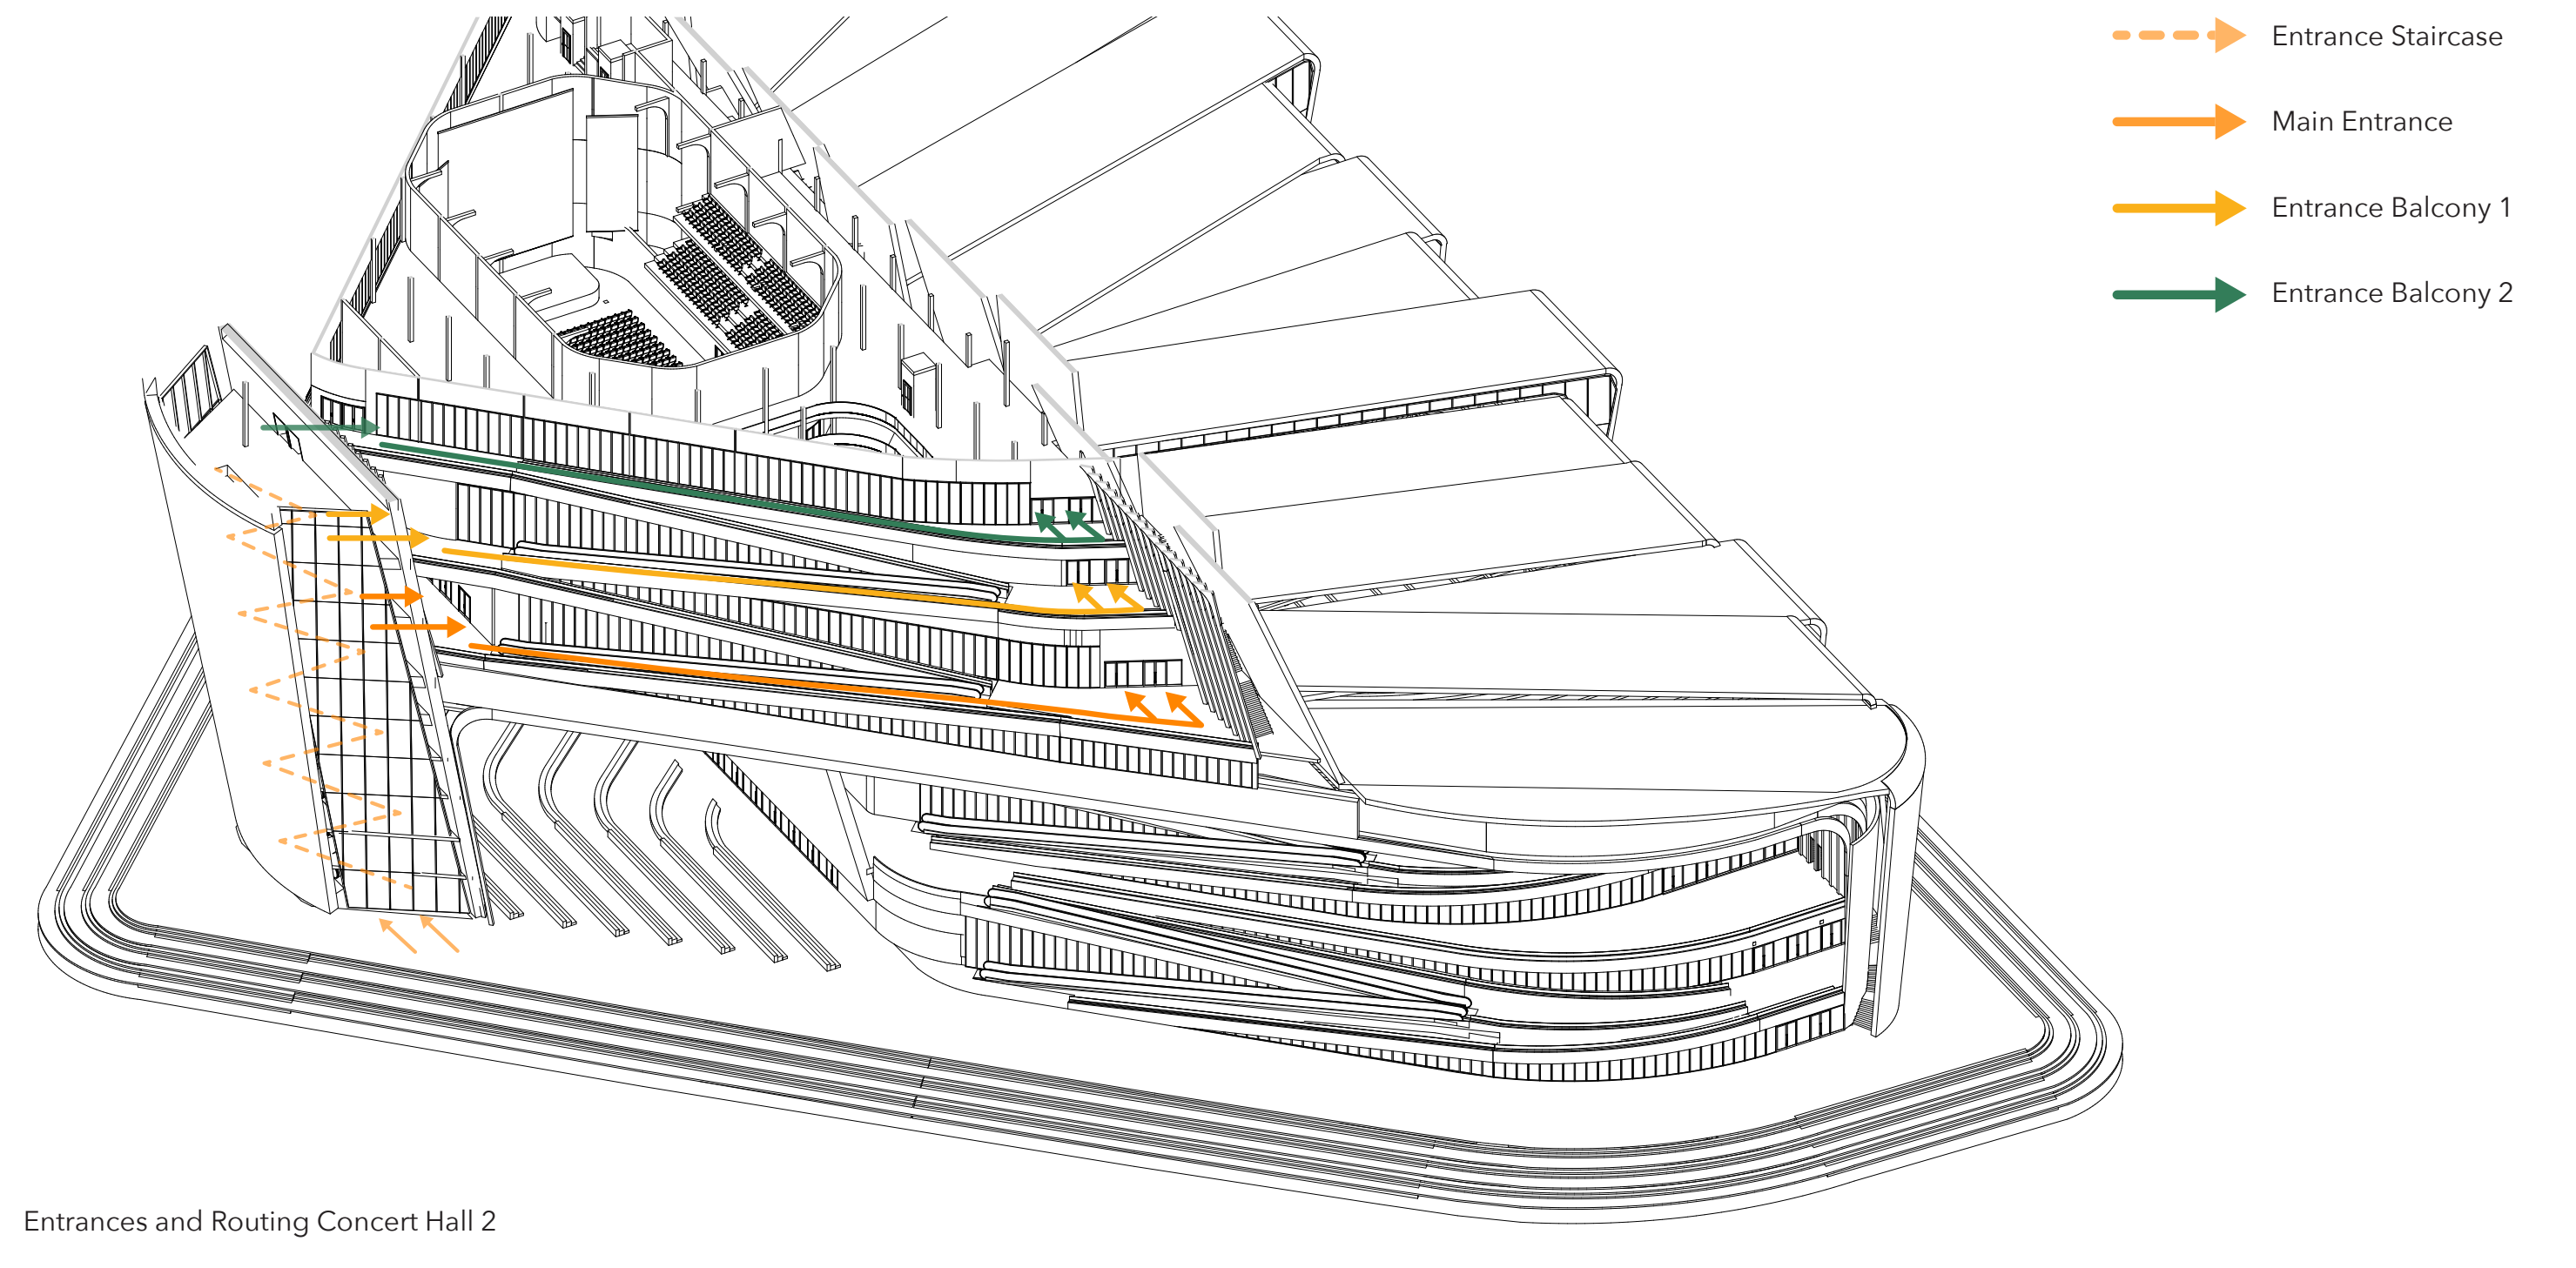 Entrance Staircase
Main Entrance
Entrance Balcony 1
Entrance Balcony 2
Entrances and Routing Concert Hall 2